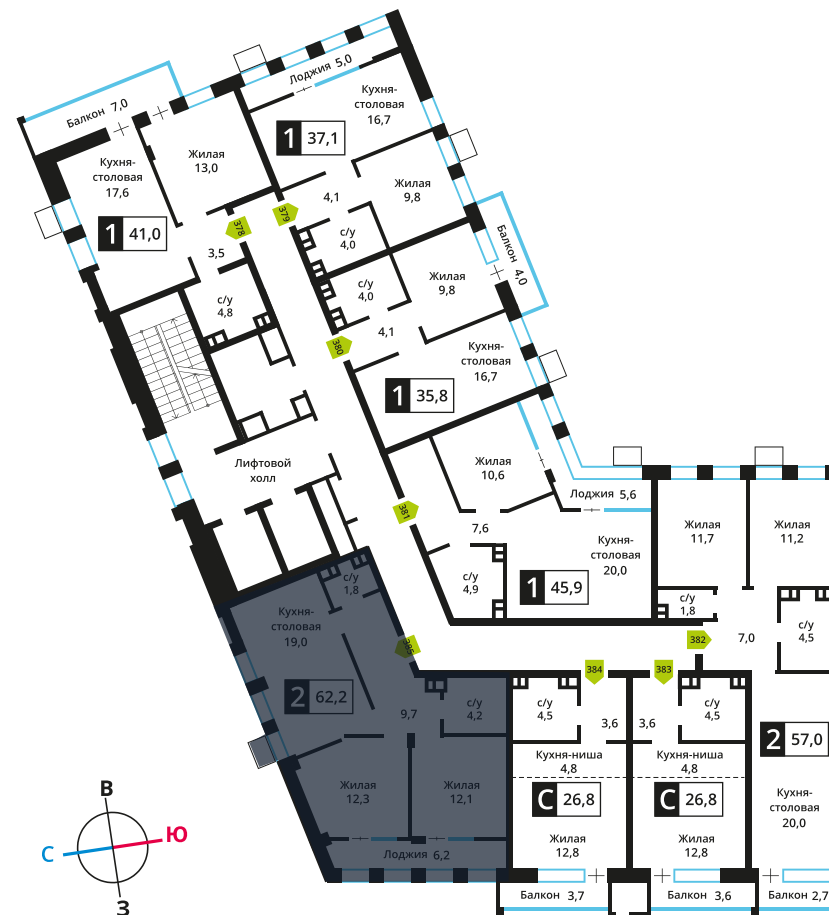 Лоджия 5,0
Балкон 7,0
Кухня-
столовая
16,7
1 37,1
Жилая
13,0
Кухня-
столовая
17,6
1 41,0
4,1
Жилая
9,8
378
379
3,5
с/у
4,0
с/у
4,8
с/у
4,0
Жилая
9,8
Балкон 4,0
4,1
380
Кухня-
столовая
16,7
1 35,8
Лифтовой
холл
Жилая
10,6
Лоджия 5,6
381
7,6
Кухня-
столовая
20,0
Жилая
11,7
Жилая
11,2
с/у
4,9
1 45,9
с/у
1,8
с/у
1,8
Кухня-
столовая
19,0
382
7,0
с/у
4,5
385
384
383
2 62,2
9,7
с/у
4,2
с/у
4,5
3,6
3,6
с/у
4,5
2 57,0
Кухня-ниша
4,8
Кухня-ниша
4,8
Жилая
12,3
Жилая
12,1
С 26,8
С 26,8
Кухня-
столовая
20,0
Жилая
12,8
Жилая
12,8
Лоджия 6,2
Балкон 3,7
Балкон 3,6
Балкон 2,7
В
С
Ю
З